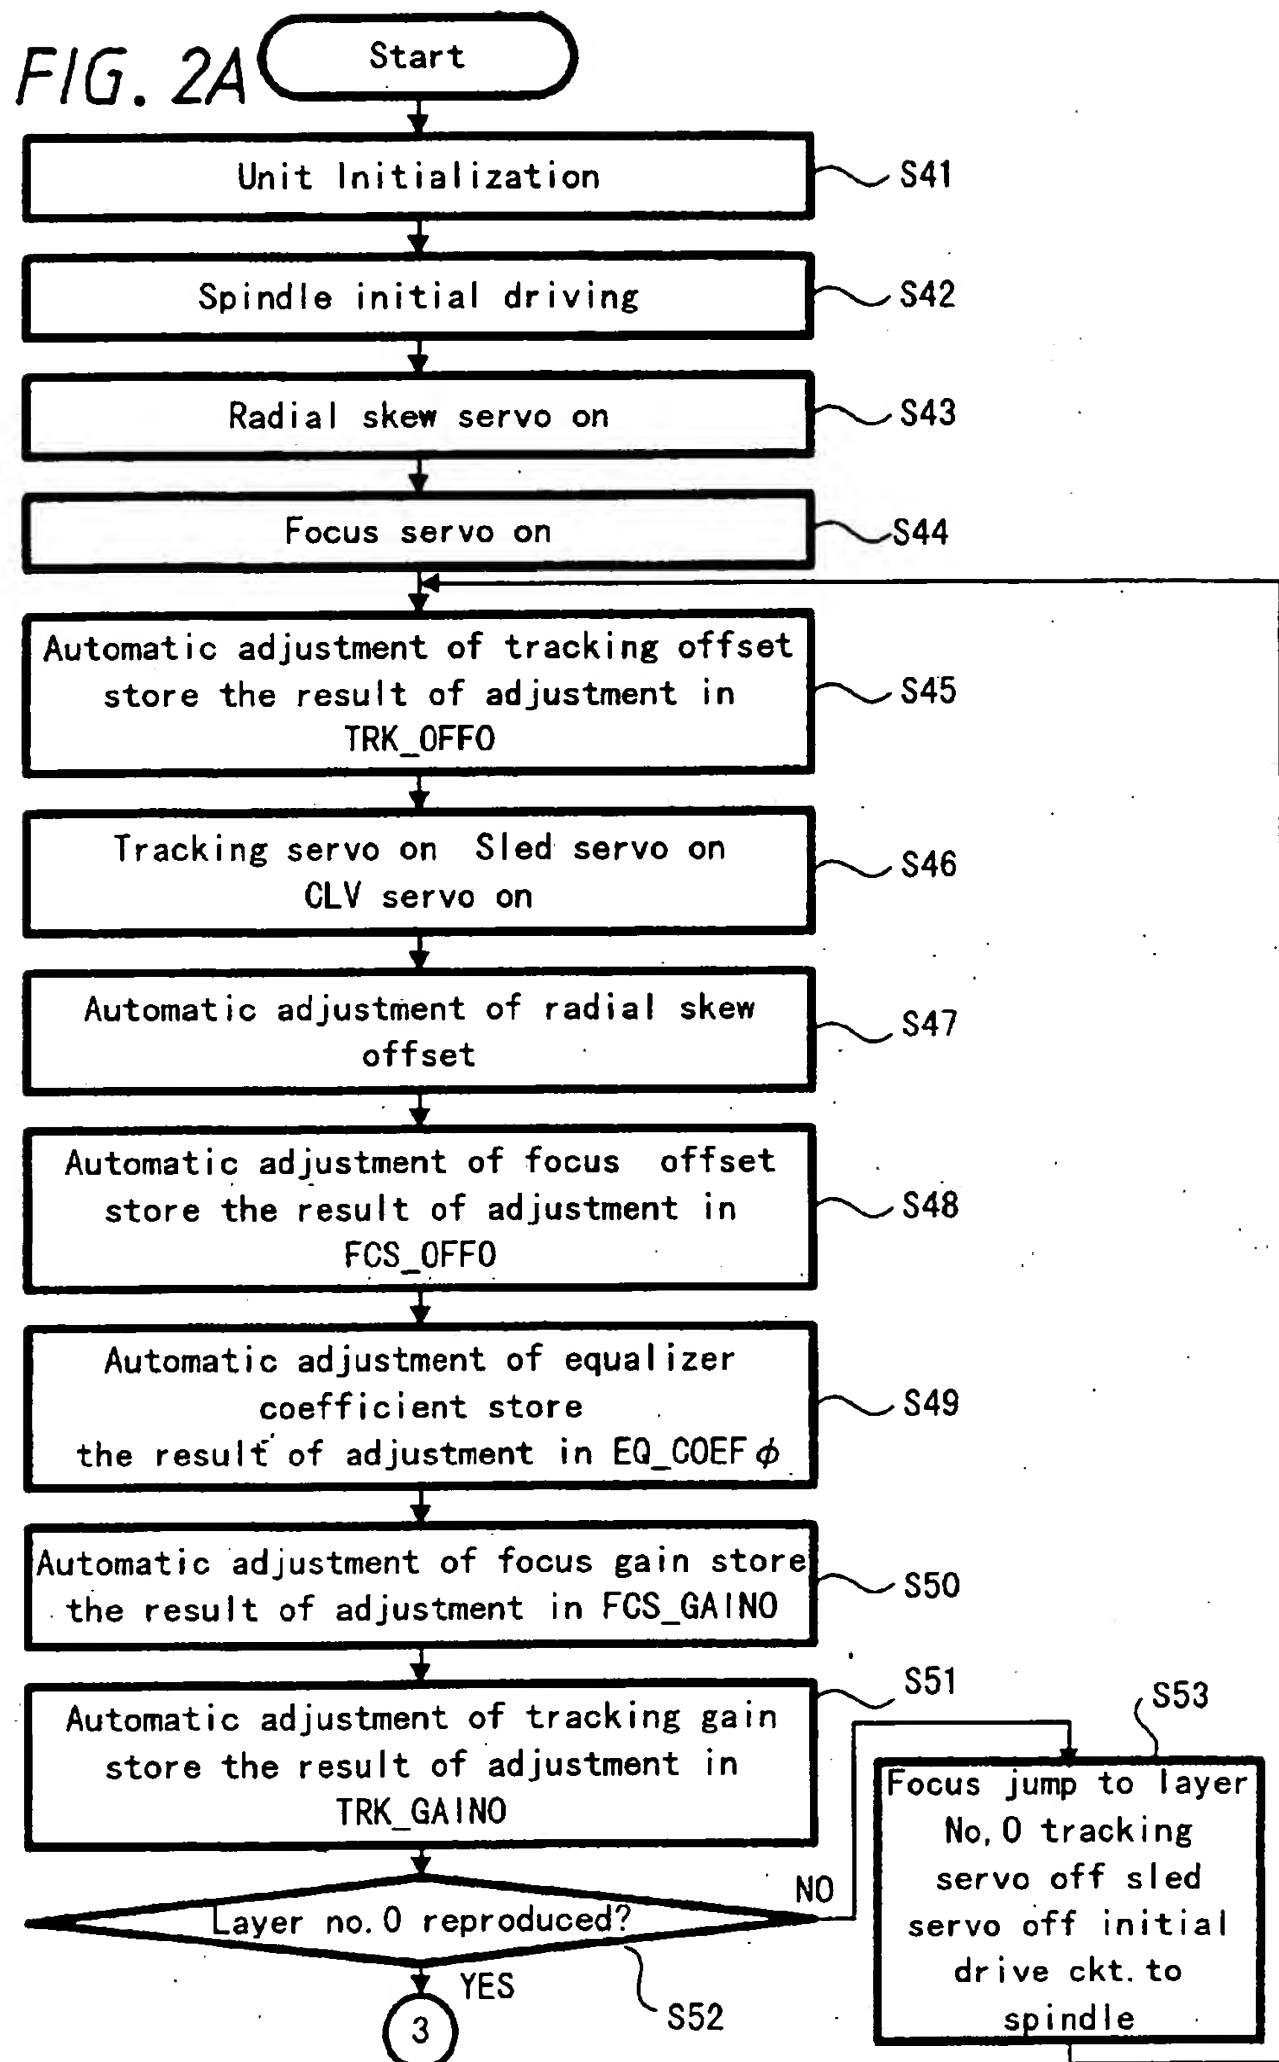 FIG. 2A
Start
Unit Initialization
S41
Spindle initial driving
S42
Radial skew servo on
S43
Focus servo on
S44
Automatic adjustment of tracking offset
store the result of adjustment in
TRK_OFF0
S45
Tracking servo on Sled servo on
CLV servo on
S46
Automatic adjustment of radial skew
offset
S47
Automatic adjustment of focus offset
store the result of adjustment in
FCS_OFF0
S48
Automatic adjustment of equalizer
coefficient store
the result of adjustment in EQ_COEFφ
S49
Automatic adjustment of focus gain store
the result of adjustment in FCS_GAIN0
S50
Automatic adjustment of tracking gain
store the result of adjustment in
TRK_GAIN0
S51
Layer no.0 reproduced?
NO
YES
S52
3
S53
Focus jump to layer
No,0 tracking
servo off sled
servo off initial
drive ckt. to
spindle